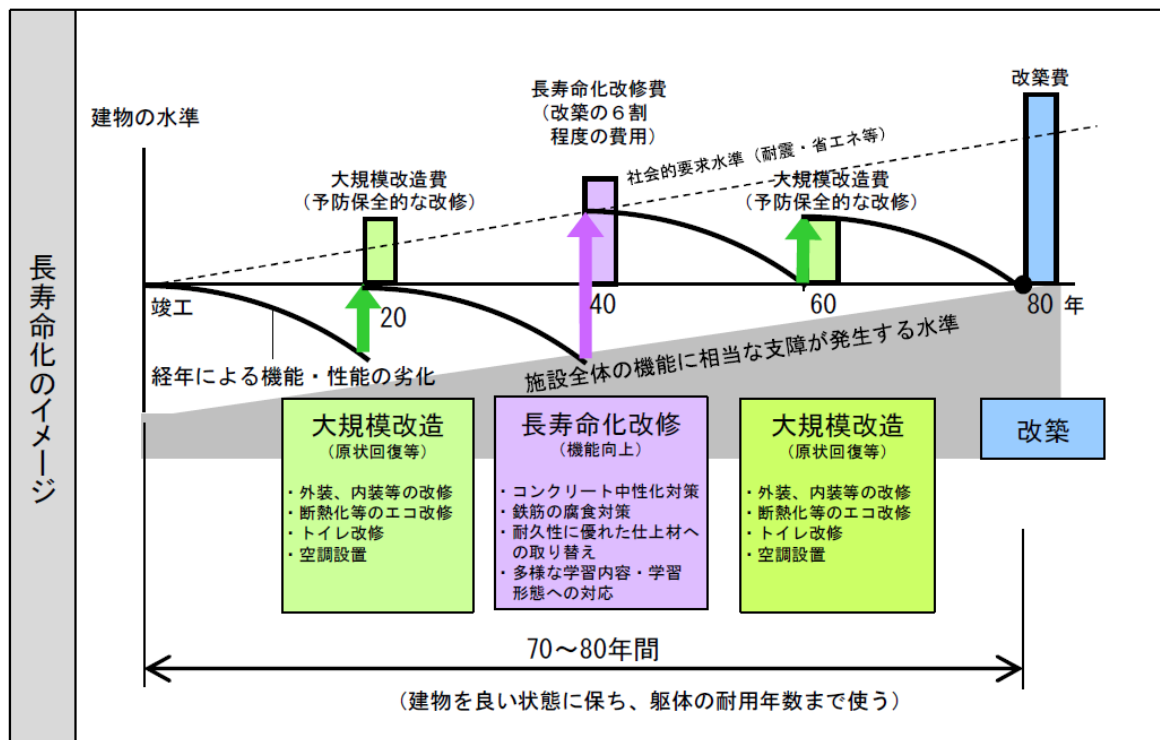 長寿命化のイメージ
建物の水準
長寿命化改修費
（改築の６割
程度の費用）
改築費
社会的要求水準（耐震・省エネ等）
大規模改造費
（予防保全的な改修）
大規模改造費
（予防保全的な改修）
竣工
20
40
60
80 年
経年による機能・性能の劣化
施設全体の機能に相当な支障が発生する水準
大規模改造
（原状回復等）
・外装、内装等の改修
・断熱化等のエコ改修
・トイレ改修
・空調設置
長寿命化改修
（機能向上）
・コンクリート中性化対策
・鉄筋の腐食対策
・耐久性に優れた仕上材へ
の取り替え
・多様な学習内容・学習
形態への対応
大規模改造
（原状回復等）
・外装、内装等の改修
・断熱化等のエコ改修
・トイレ改修
・空調設置
改築
70～80年間
（建物を良い状態に保ち、躯体の耐用年数まで使う）